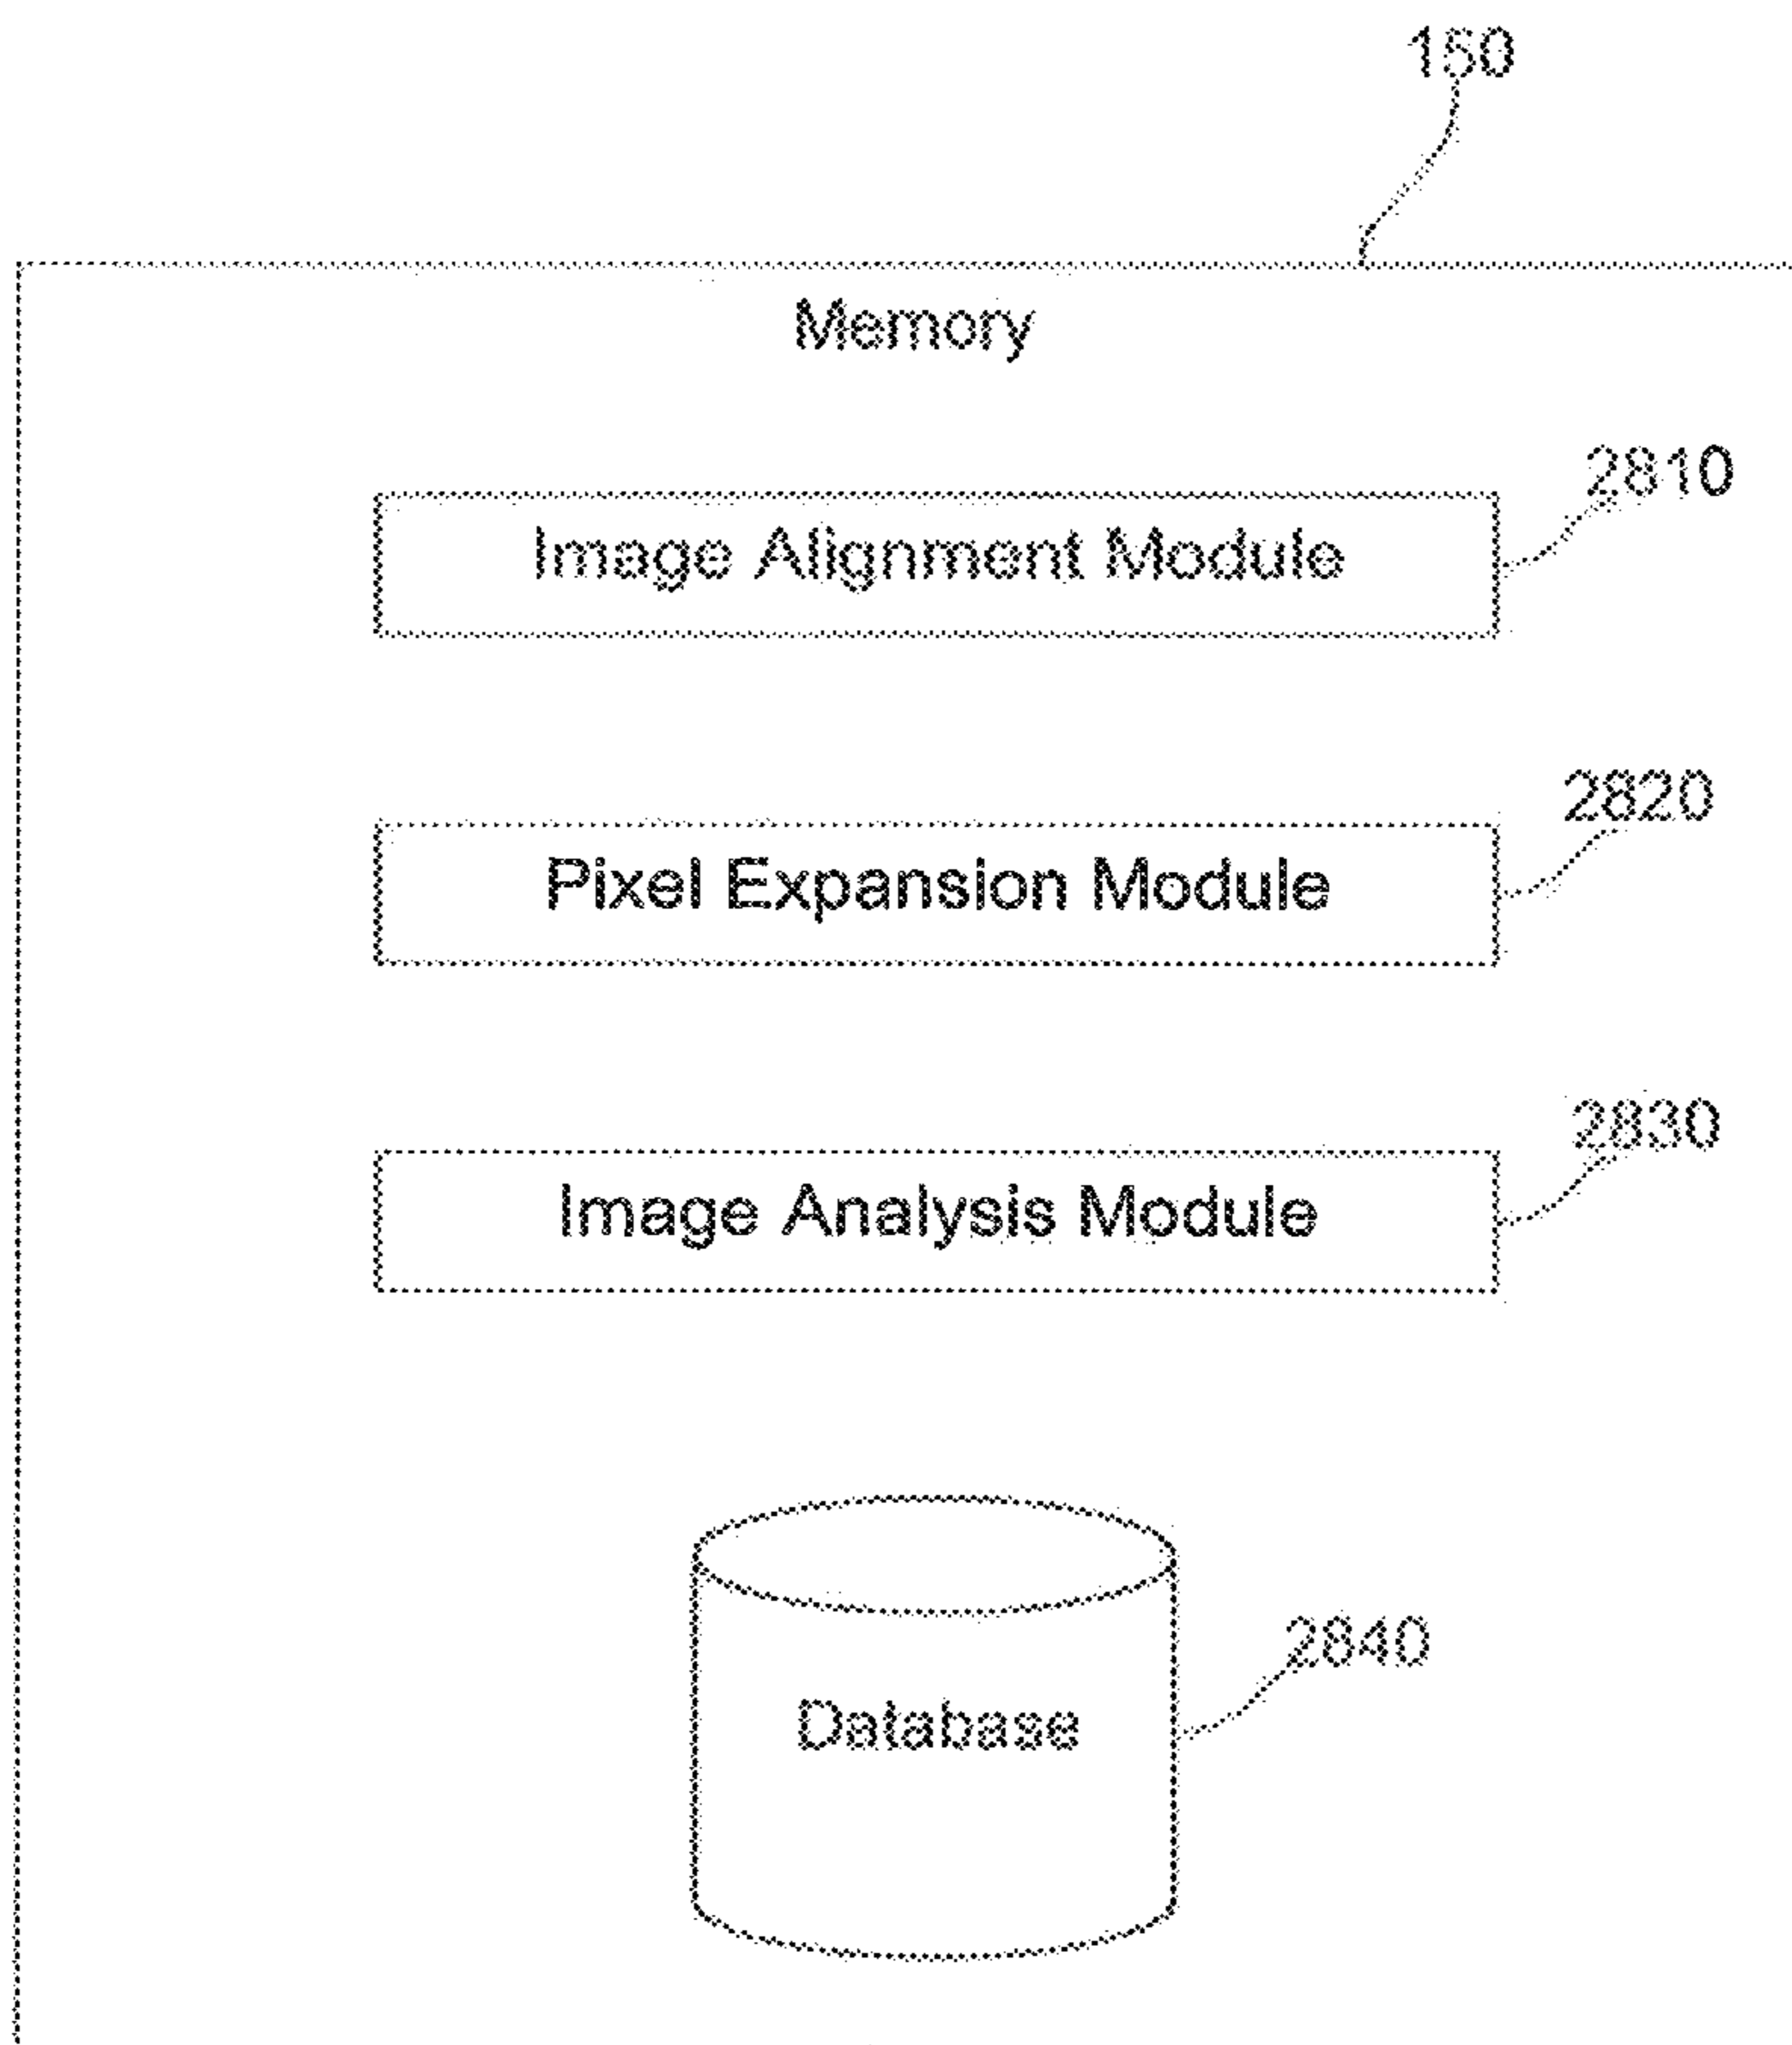 150
Memory
2810
Image Alignment Module
2820
Pixel Expansion Module
2830
Image Analysis Module
2840
Database